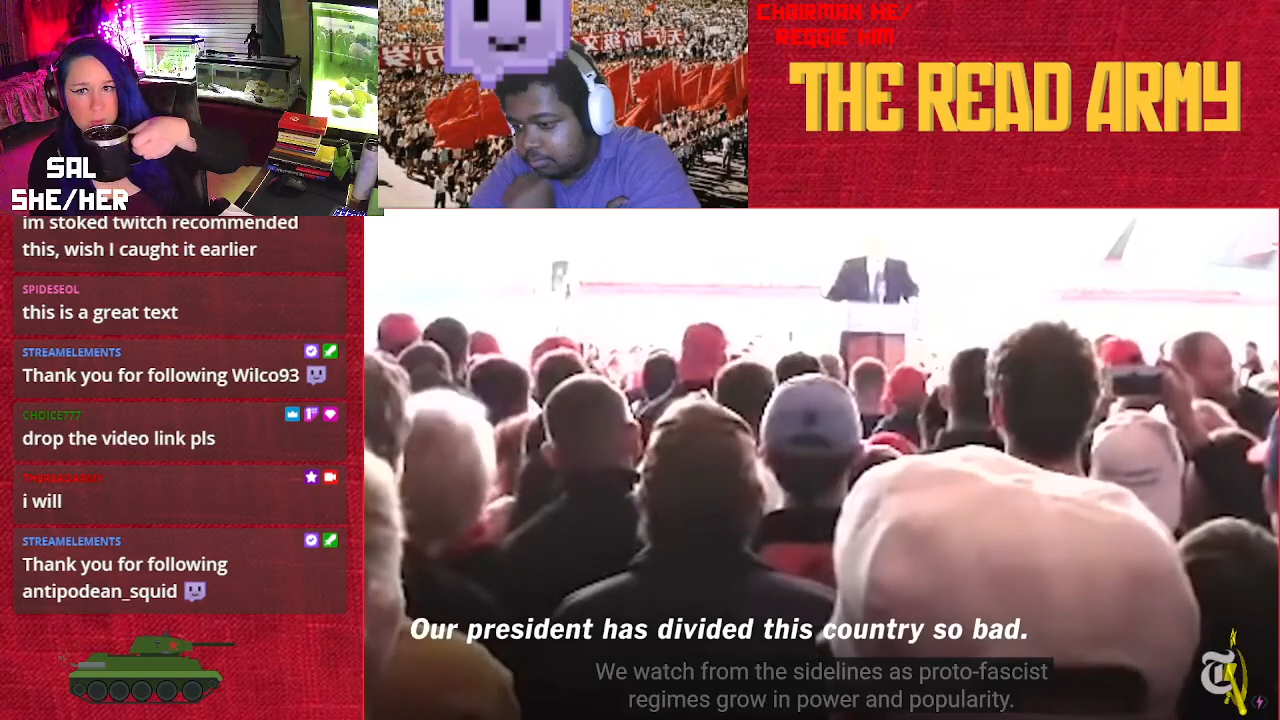 CHAIRMAN HE/
REGGIE HIM
THE READ ARMY
SAL
SHE/HER
im stoked twitch recommended
this, wish I caught it earlier
SPIDESEOL
this is a great text
STREAMELEMENTS
Thank you for following Wilco93
CHOICE777
drop the video link pls
i will
STREAMELEMENTS
Thank you for following
antipodean_squid
Our president has divided this country so bad.
We watch from the sidelines as proto-fascist
regimes grow in power and popularity.
T